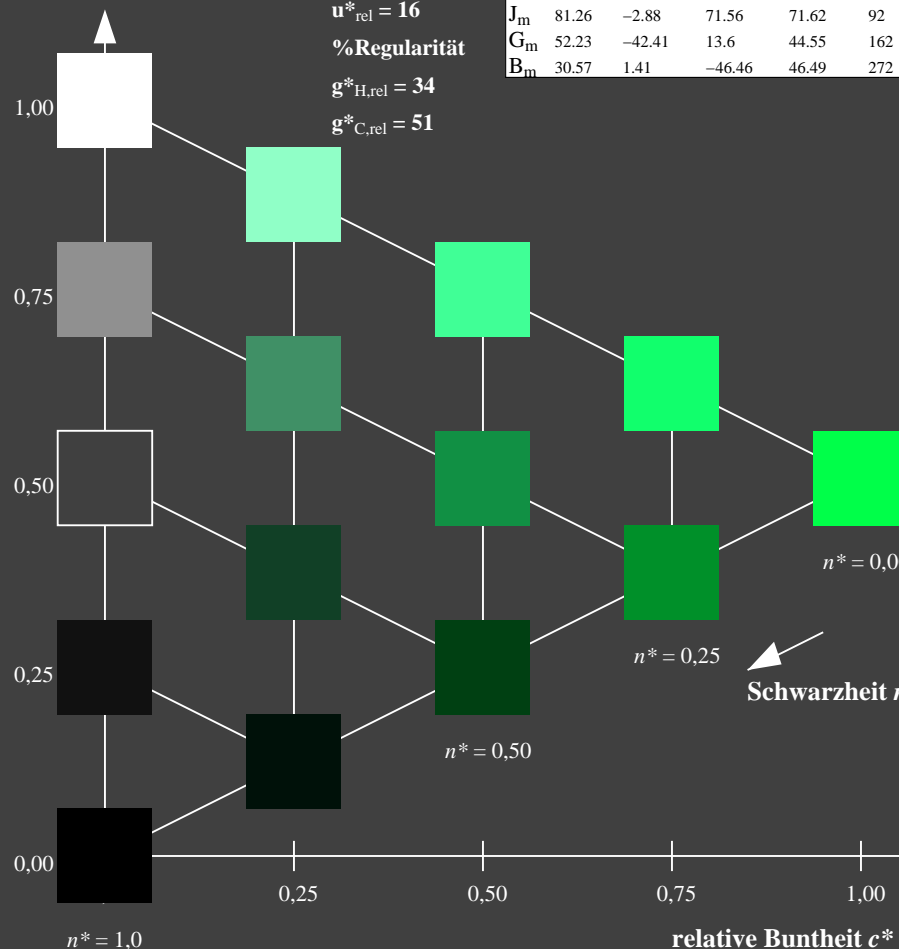 u*rel = 16
%Regularität
g*H,rel = 34
g*C,rel = 51
Jm 81.26 −2.88 71.56 71.62 92
Gm 52.23 −42.41 13.6 44.55 162
Bm 30.57 1.41 −46.46 46.49 272
1,00
0,75
0,50
n* = 0,0
n* = 0,25
0,25
Schwarzheit n
n* = 0,50
0,00
0,25 0,50 0,75 1,00
n* = 1,0
relative Buntheit c*